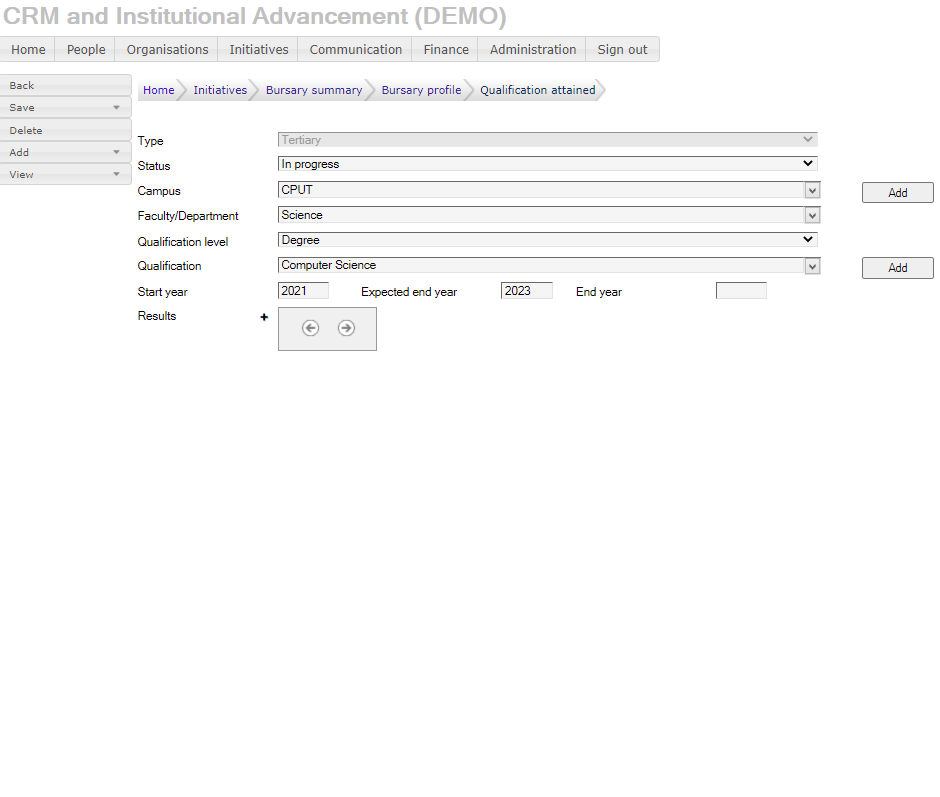 CRM and Institutional Advancement (DEMO)
Home People Organisations Initiatives Communication Finance Administration Sign out
Back
Save
Delete
Add
View
Home Initiatives Bursary summary Bursary profile Qualification attained
Type Tertiary
Status In progress
Campus CPUT Add
Faculty/Department Science
Qualification level Degree
Qualification Computer Science Add
Start year 2021 Expected end year 2023 End year
Results +